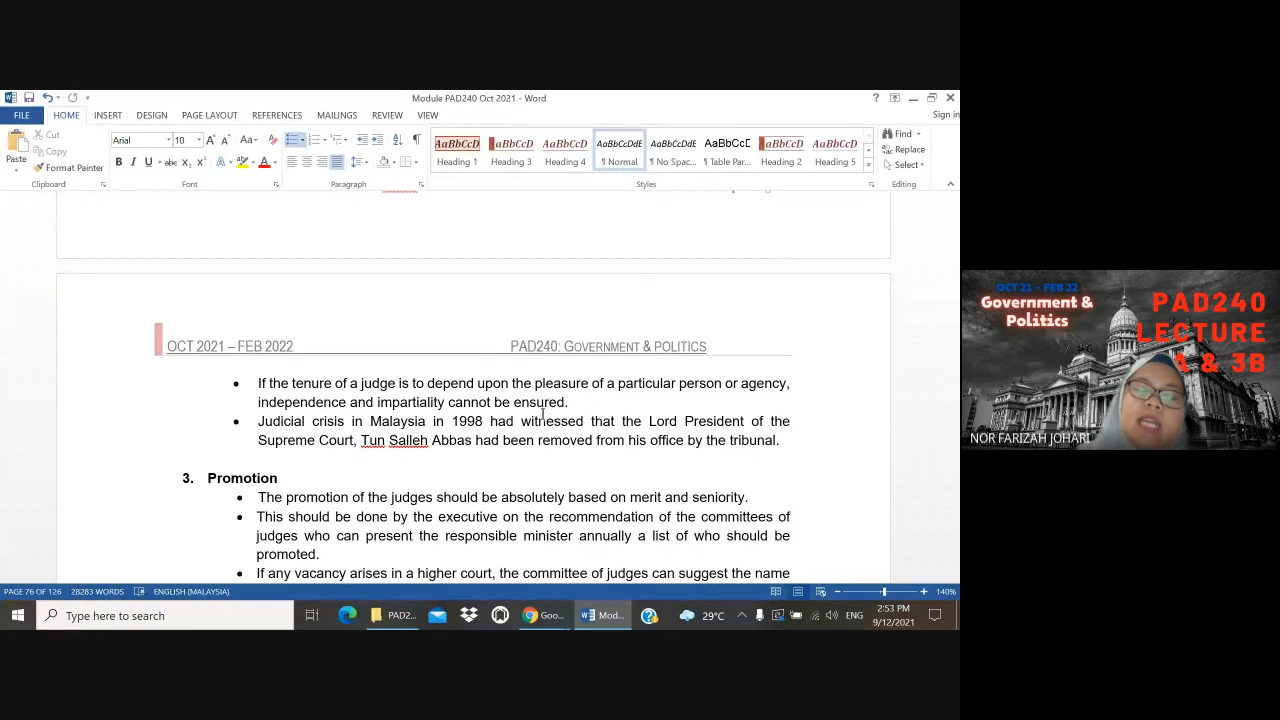 Module PAD240 Oct 2021 - Word
Sign in
FILE HOME INSERT DESIGN PAGE LAYOUT REFERENCES MAILINGS REVIEW VIEW
Paste
Cut
Copy
Format Painter
Clipboard
Arial 10
Font
Paragraph
AaBbCcD AaBbCcD AaBbCcD AaBbCcDdE AaBbCcDdE AaBbCc AaBbCcD AaBbCcD
Heading 1 Heading 3 Heading 4 ¶ Normal ¶ No Spac... ¶ Table Par... Heading 2 Heading 5
Styles
Find
Replace
Select
Editing
OCT 2021 – FEB 2022 PAD240: GOVERNMENT & POLITICS
• If the tenure of a judge is to depend upon the pleasure of a particular person or agency,
independence and impartiality cannot be ensured.
• Judicial crisis in Malaysia in 1998 had witnessed that the Lord President of the
Supreme Court, Tun Salleh Abbas had been removed from his office by the tribunal.
3. Promotion
• The promotion of the judges should be absolutely based on merit and seniority.
• This should be done by the executive on the recommendation of the committees of
judges who can present the responsible minister annually a list of who should be
promoted.
• If any vacancy arises in a higher court, the committee of judges can suggest the name
PAGE 76 OF 126 28283 WORDS ENGLISH (MALAYSIA) 140%
Type here to search
PAD2...
Goo...
Mod...
29°C
ENG
2:53 PM
9/12/2021
OCT 21 - FEB 22
Government &
Politics
PAD240
LECTURE
& 3B
NOR FARIZAH JOHARI